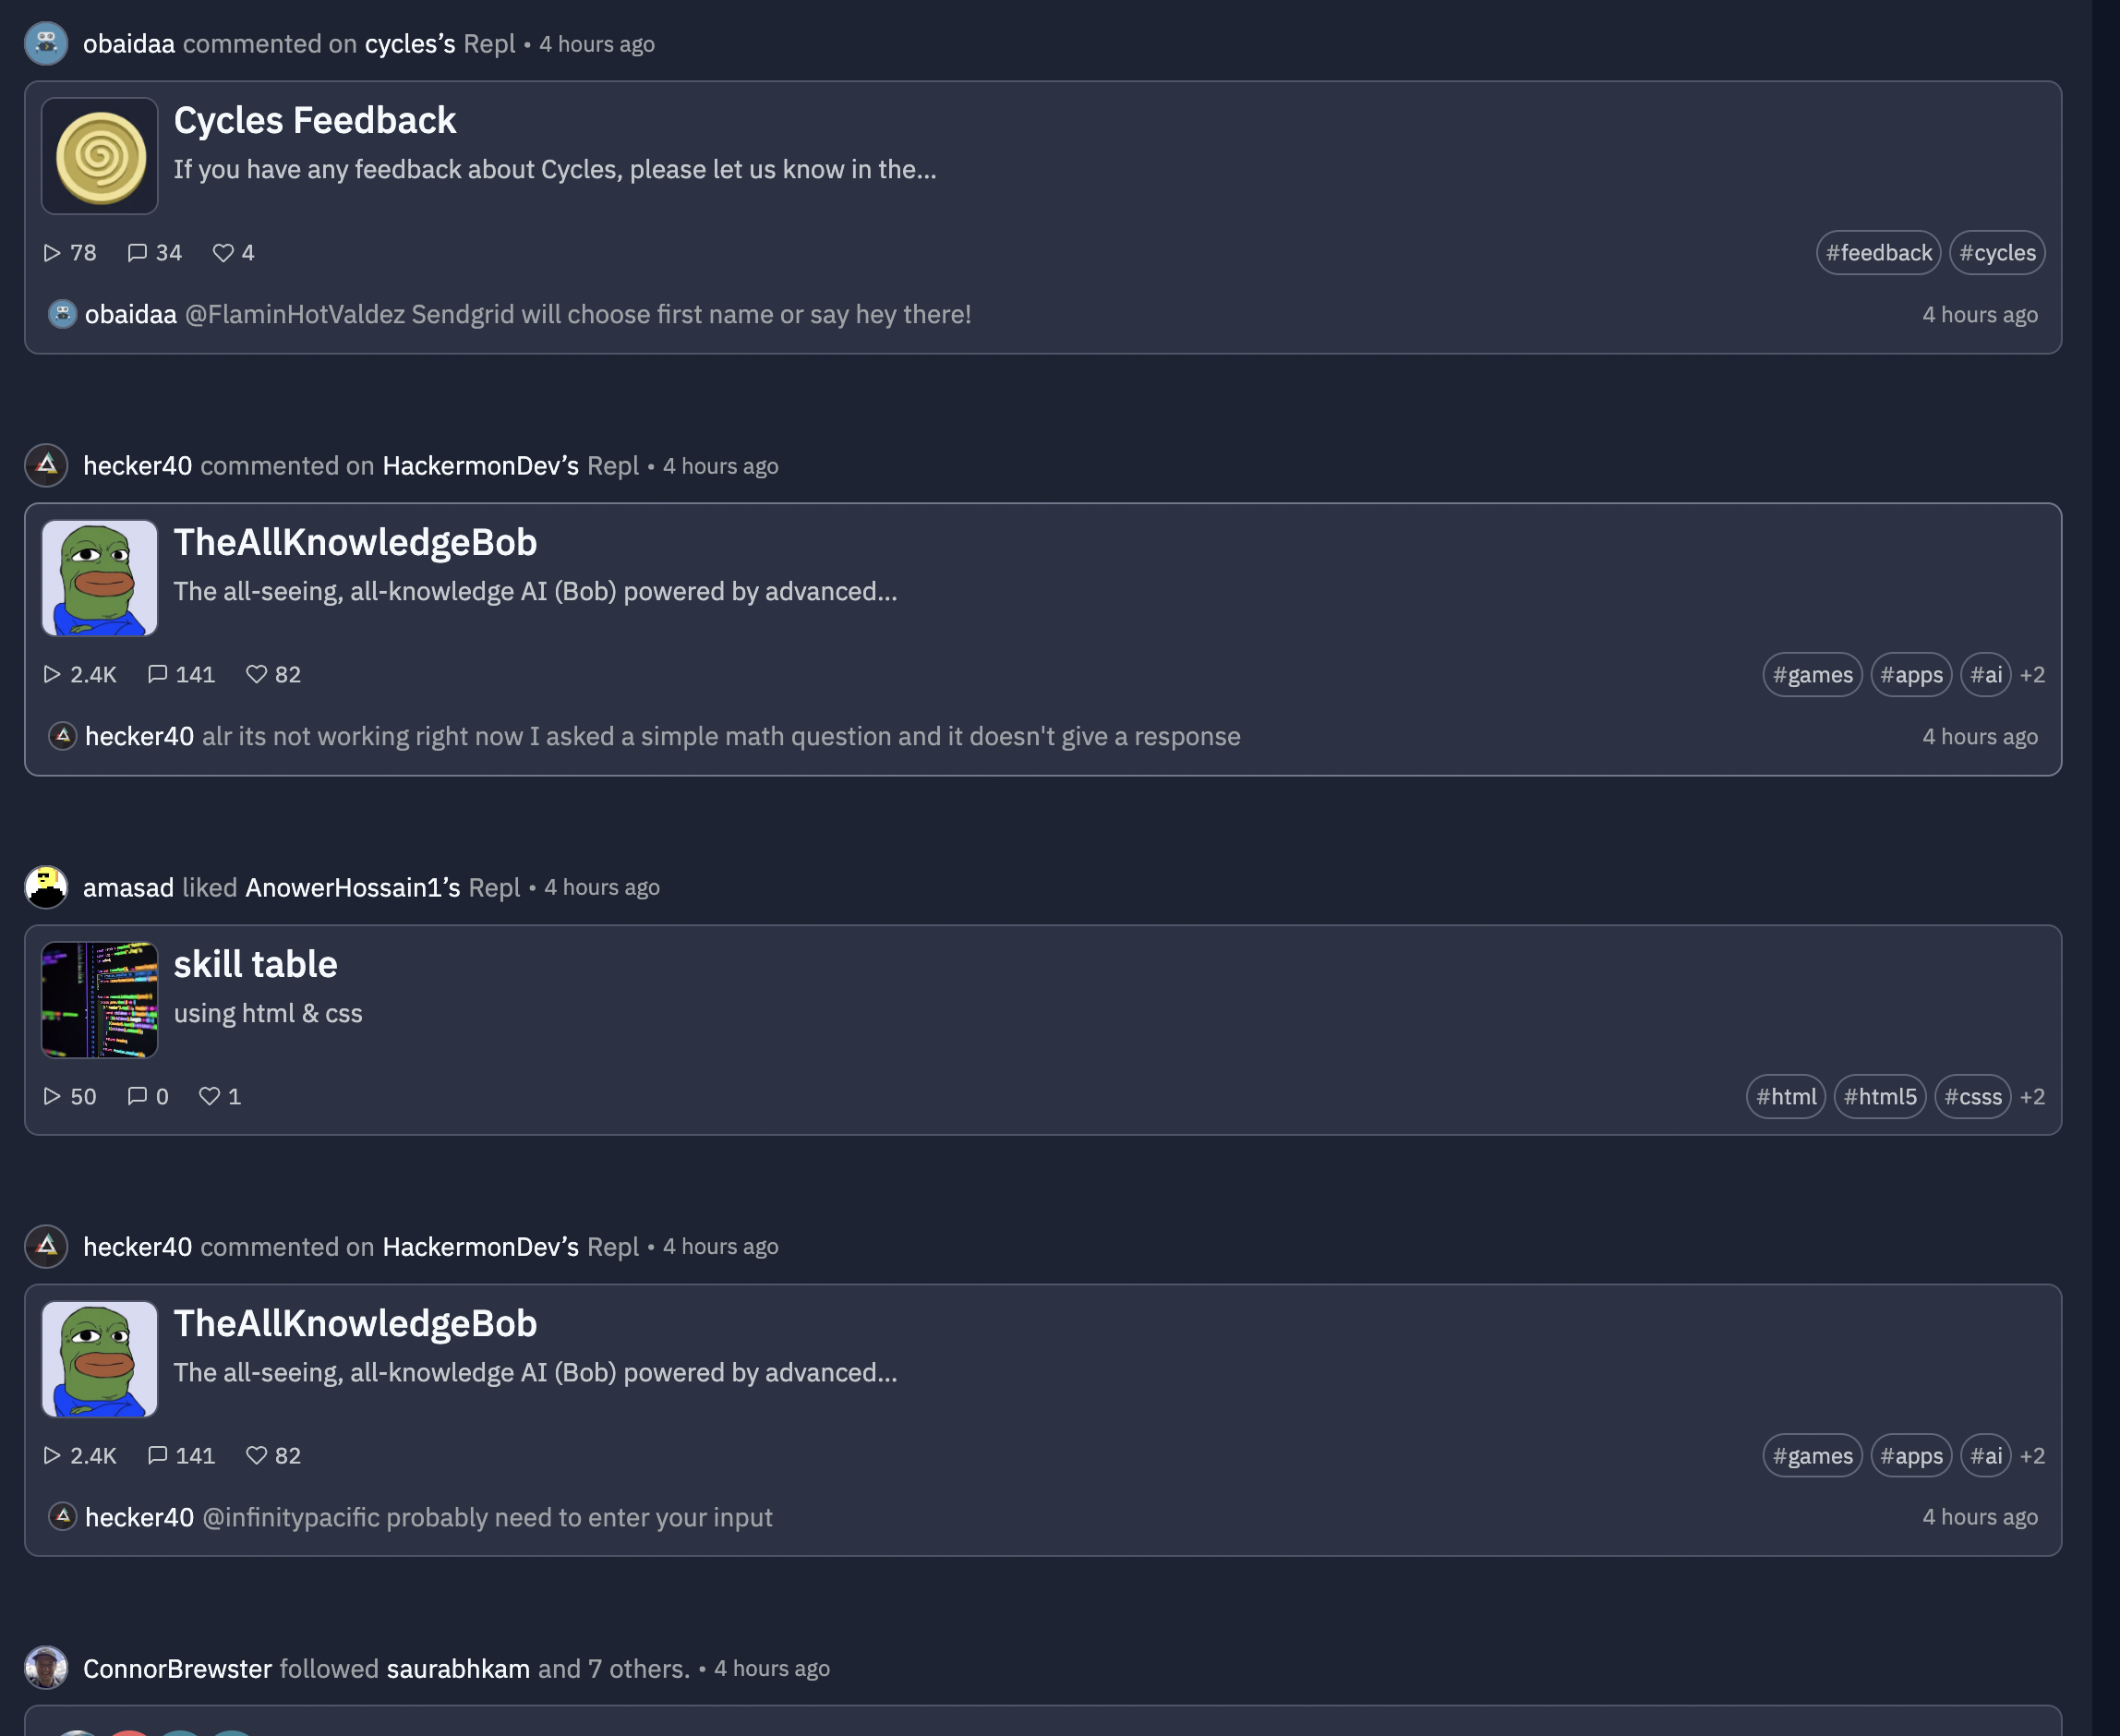 obaidaa commented on cycles’s Repl • 4 hours ago
Cycles Feedback
If you have any feedback about Cycles, please let us know in the...
78 34 4 #feedback #cycles
obaidaa @FlaminHotValdez Sendgrid will choose first name or say hey there! 4 hours ago
hecker40 commented on HackermonDev’s Repl • 4 hours ago
TheAllKnowledgeBob
The all-seeing, all-knowledge AI (Bob) powered by advanced...
2.4K 141 82 #games #apps #ai +2
hecker40 alr its not working right now I asked a simple math question and it doesn't give a response 4 hours ago
amasad liked AnowerHossain1’s Repl • 4 hours ago
skill table
using html & css
50 0 1 #html #html5 #csss +2
hecker40 commented on HackermonDev’s Repl • 4 hours ago
TheAllKnowledgeBob
The all-seeing, all-knowledge AI (Bob) powered by advanced...
2.4K 141 82 #games #apps #ai +2
hecker40 @infinitypacific probably need to enter your input 4 hours ago
ConnorBrewster followed saurabhkam and 7 others. • 4 hours ago